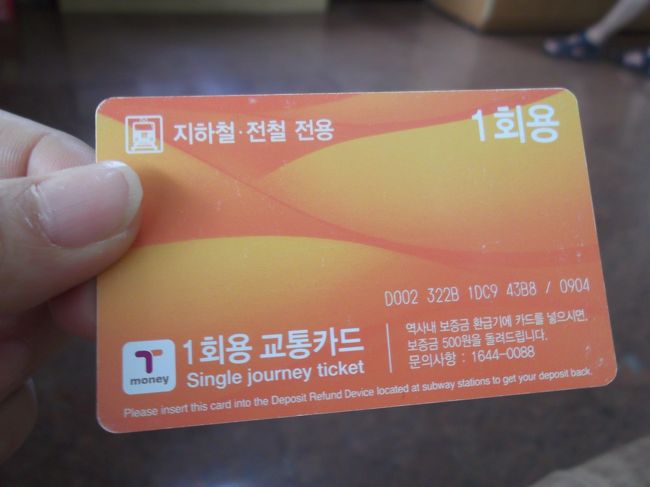 지하철·전철 전용
1회용
D002 322B 1DC9 43B8 / 0904
T
money
1회용 교통카드
Single journey ticket
역사내 보증금 환급기에 카드를 넣으시면,
보증금 500원을 돌려드립니다.
문의사항 : 1644-0088
Please insert this card into the Deposit Refund Device located at subway stations to get your deposit back.